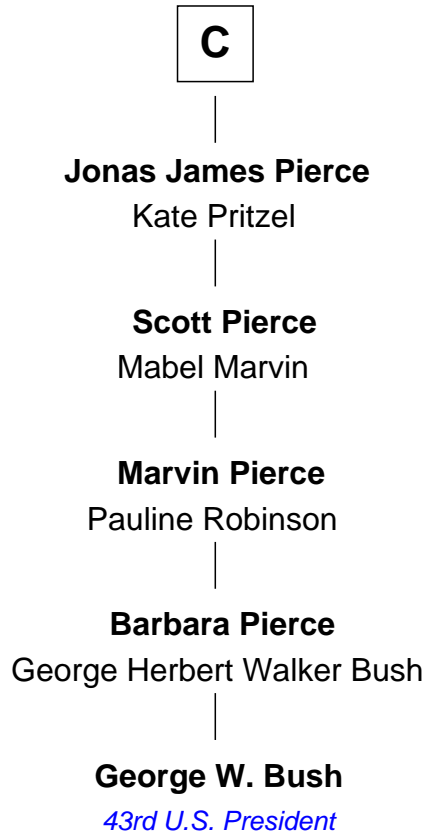 C
Jonas James Pierce
Kate Pritzel
Scott Pierce
Mabel Marvin
Marvin Pierce
Pauline Robinson
Barbara Pierce
George Herbert Walker Bush
George W. Bush
43rd U.S. President